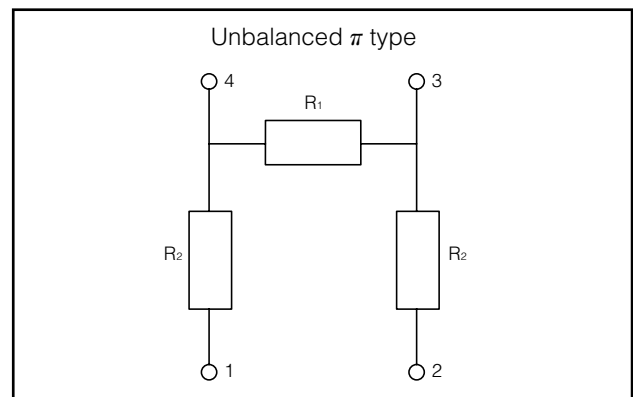 Unbalanced π type
4
3
R₁
R₂
R₂
1
2